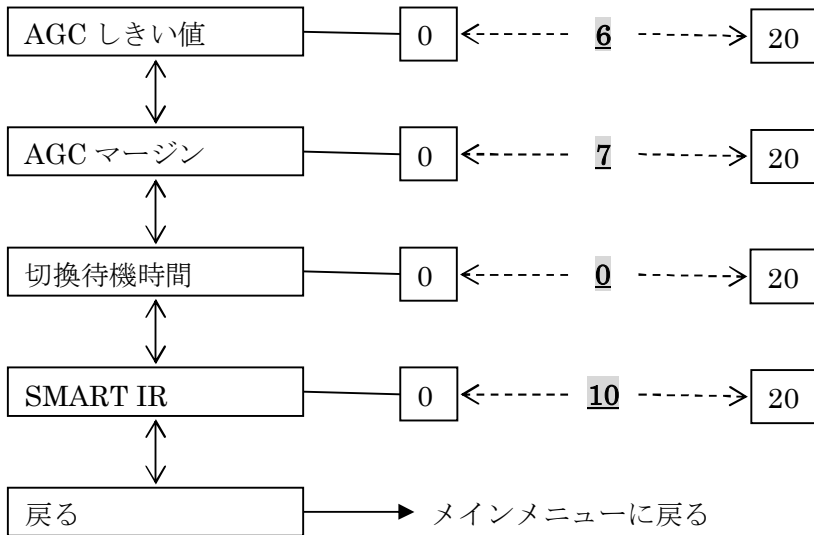 AGC しきい値 0 6 20
AGC マージン 0 7 20
切換待機時間 0 0 20
SMART IR 0 10 20
戻る メインメニューに戻る